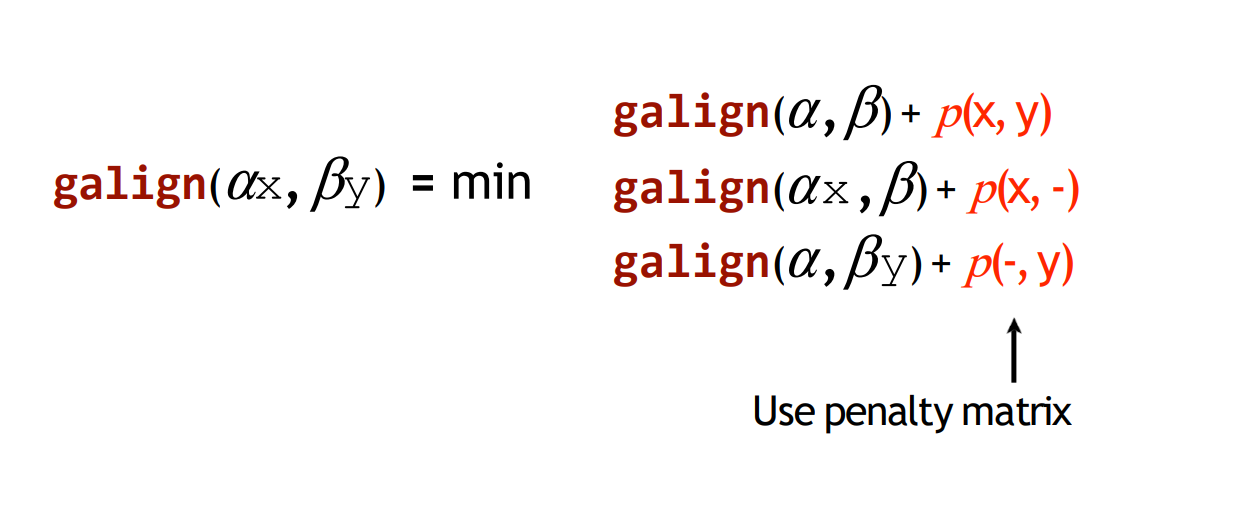 galign(α, β) + p(x, y)
galign(αx, βy) = min
galign(αx, β) + p(x, -)
galign(α, βy) + p(-, y)
Use penalty matrix